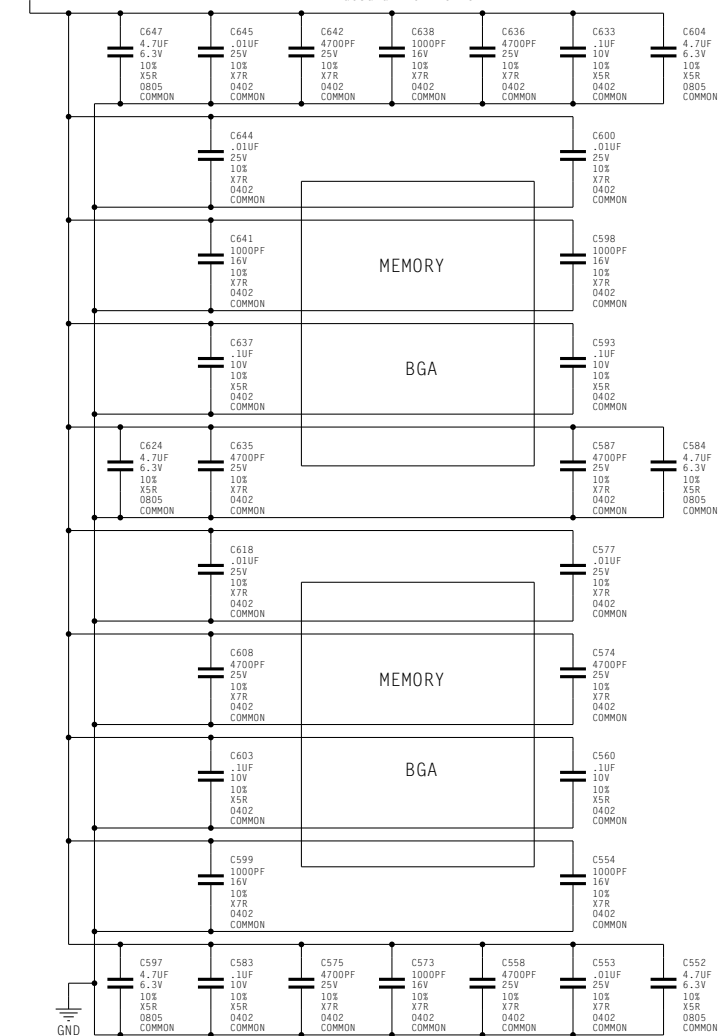 C647
4.7UF
6.3V
10%
X5R
0805
COMMON
C645
.01UF
25V
10%
X7R
0402
COMMON
C642
4700PF
25V
10%
X7R
0402
COMMON
C638
1000PF
16V
10%
X7R
0402
COMMON
C636
4700PF
25V
10%
X7R
0402
COMMON
C633
.1UF
10V
10%
X5R
0402
COMMON
C604
4.7UF
6.3V
10%
X5R
0805
COMMON
C644
.01UF
25V
10%
X7R
0402
COMMON
C600
.01UF
25V
10%
X7R
0402
COMMON
C641
1000PF
16V
10%
X7R
0402
COMMON
MEMORY
C598
1000PF
16V
10%
X7R
0402
COMMON
C637
.1UF
10V
10%
X5R
0402
COMMON
BGA
C593
.1UF
10V
10%
X5R
0402
COMMON
C624
4.7UF
6.3V
10%
X5R
0805
COMMON
C635
4700PF
25V
10%
X7R
0402
COMMON
C587
4700PF
25V
10%
X7R
0402
COMMON
C584
4.7UF
6.3V
10%
X5R
0805
COMMON
C618
.01UF
25V
10%
X7R
0402
COMMON
C577
.01UF
25V
10%
X7R
0402
COMMON
C608
4700PF
25V
10%
X7R
0402
COMMON
MEMORY
C574
4700PF
25V
10%
X7R
0402
COMMON
C603
.1UF
10V
10%
X5R
0402
COMMON
BGA
C560
.1UF
10V
10%
X5R
0402
COMMON
C599
1000PF
16V
10%
X7R
0402
COMMON
C554
1000PF
16V
10%
X7R
0402
COMMON
C597
4.7UF
6.3V
10%
X5R
0805
COMMON
C583
.1UF
10V
10%
X5R
0402
COMMON
C575
4700PF
25V
10%
X7R
0402
COMMON
C573
1000PF
16V
10%
X7R
0402
COMMON
C558
4700PF
25V
10%
X7R
0402
COMMON
C553
.01UF
25V
10%
X7R
0402
COMMON
C552
4.7UF
6.3V
10%
X5R
0805
COMMON
GND